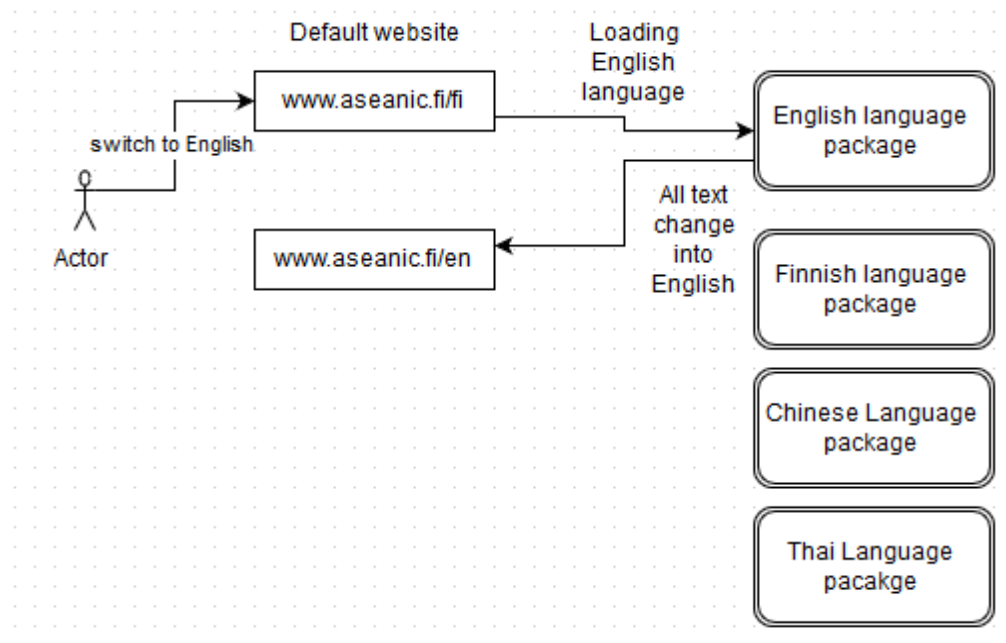 Default website
Loading
English
language
www.aseanic.fi/fi
English language
package
switch to English
Actor
All text
change
into
English
www.aseanic.fi/en
Finnish language
package
Chinese Language
package
Thai Language
pacakge